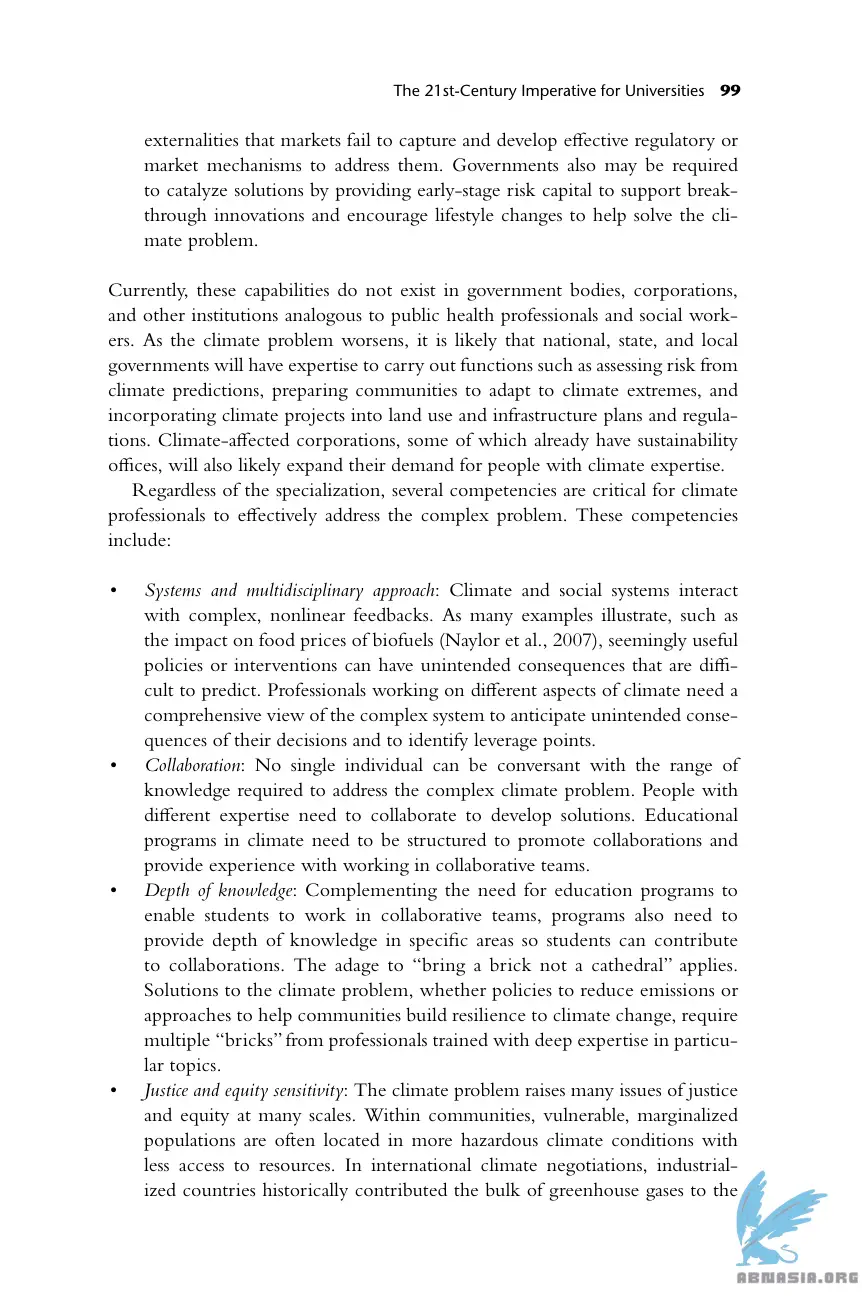 The 21st-Century Imperative for Universities 99
externalities that markets fail to capture and develop effective regulatory or
market mechanisms to address them. Governments also may be required
to catalyze solutions by providing early-stage risk capital to support break-
through innovations and encourage lifestyle changes to help solve the cli-
mate problem.
Currently, these capabilities do not exist in government bodies, corporations,
and other institutions analogous to public health professionals and social work-
ers. As the climate problem worsens, it is likely that national, state, and local
governments will have expertise to carry out functions such as assessing risk from
climate predictions, preparing communities to adapt to climate extremes, and
incorporating climate projects into land use and infrastructure plans and regula-
tions. Climate-affected corporations, some of which already have sustainability
offices, will also likely expand their demand for people with climate expertise.
Regardless of the specialization, several competencies are critical for climate
professionals to effectively address the complex problem. These competencies
include:
• Systems and multidisciplinary approach: Climate and social systems interact
with complex, nonlinear feedbacks. As many examples illustrate, such as
the impact on food prices of biofuels (Naylor et al., 2007), seemingly useful
policies or interventions can have unintended consequences that are diffi-
cult to predict. Professionals working on different aspects of climate need a
comprehensive view of the complex system to anticipate unintended conse-
quences of their decisions and to identify leverage points.
• Collaboration: No single individual can be conversant with the range of
knowledge required to address the complex climate problem. People with
different expertise need to collaborate to develop solutions. Educational
programs in climate need to be structured to promote collaborations and
provide experience with working in collaborative teams.
• Depth of knowledge: Complementing the need for education programs to
enable students to work in collaborative teams, programs also need to
provide depth of knowledge in specific areas so students can contribute
to collaborations. The adage to “bring a brick not a cathedral” applies.
Solutions to the climate problem, whether policies to reduce emissions or
approaches to help communities build resilience to climate change, require
multiple “bricks” from professionals trained with deep expertise in particu-
lar topics.
• Justice and equity sensitivity: The climate problem raises many issues of justice
and equity at many scales. Within communities, vulnerable, marginalized
populations are often located in more hazardous climate conditions with
less access to resources. In international climate negotiations, industrial-
ized countries historically contributed the bulk of greenhouse gases to the
ABNASIA.ORG